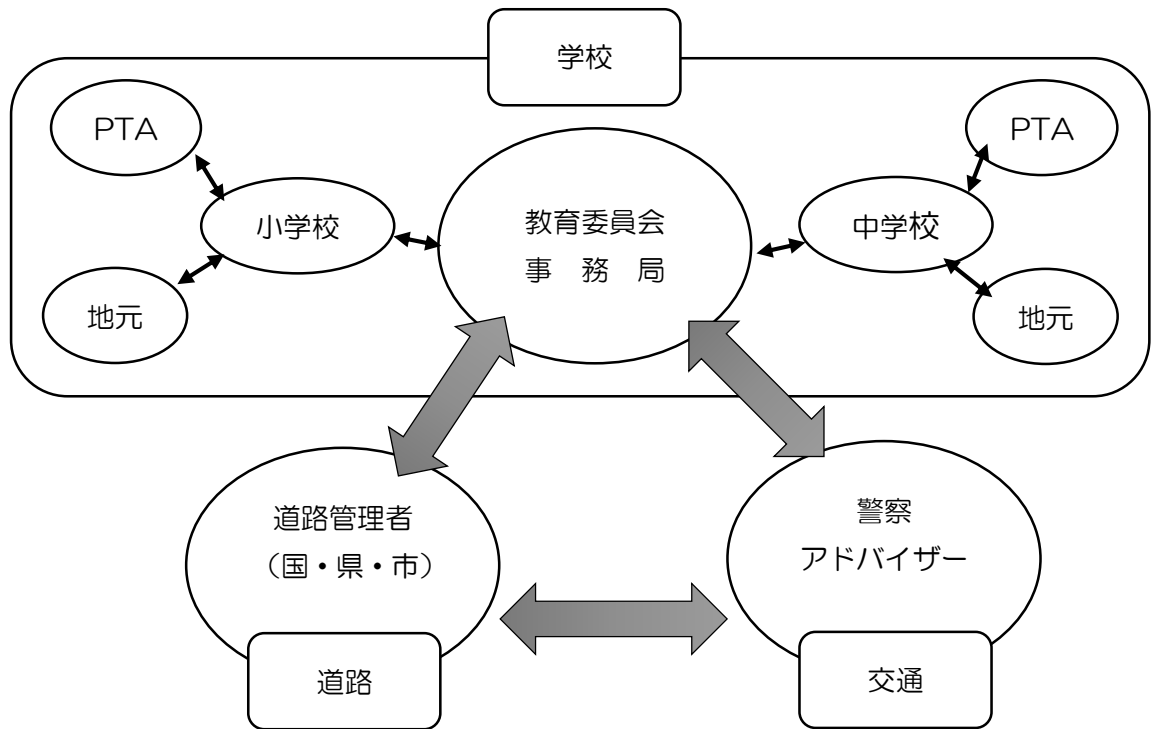 学校
PTA
PTA
小学校
教育委員会
事　務　局
中学校
地元
地元
道路管理者
（国・県・市）
警察
アドバイザー
道路
交通